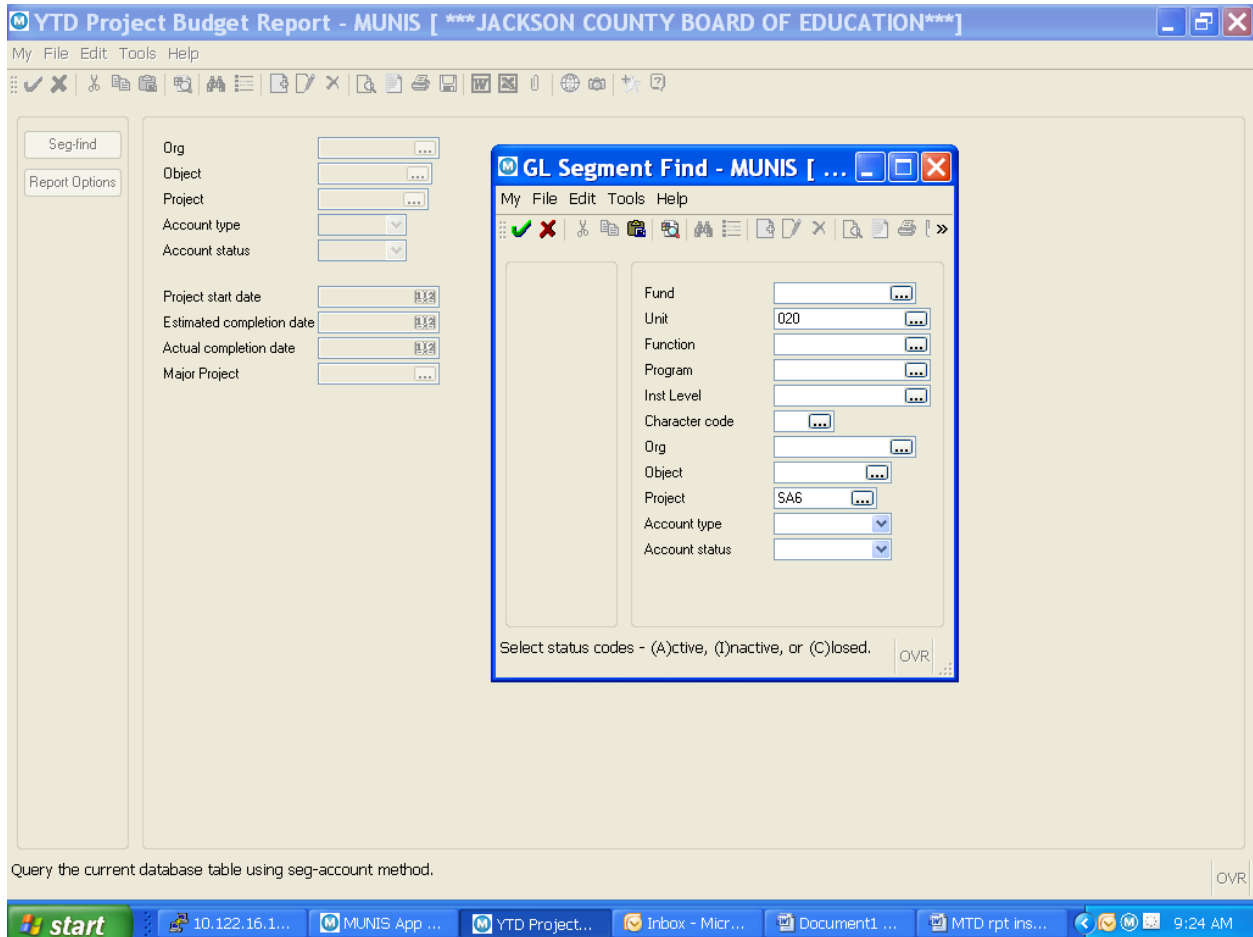 YTD Project Budget Report - MUNIS [ ***JACKSON COUNTY BOARD OF EDUCATION***]
My File Edit Tools Help
Seg-find
Report Options
Org
Object
Project
Account type
Account status
Project start date
Estimated completion date
Actual completion date
Major Project
GL Segment Find - MUNIS [ ...
My File Edit Tools Help
Fund
Unit 020
Function
Program
Inst Level
Character code
Org
Object
Project SA6
Account type
Account status
Select status codes - (A)ctive, (I)nactive, or (C)losed.
OVR
Query the current database table using seg-account method.
OVR
start 10.122.16.1... MUNIS App ... YTD Project... Inbox - Micr... Document1 ... MTD rpt ins... 9:24 AM